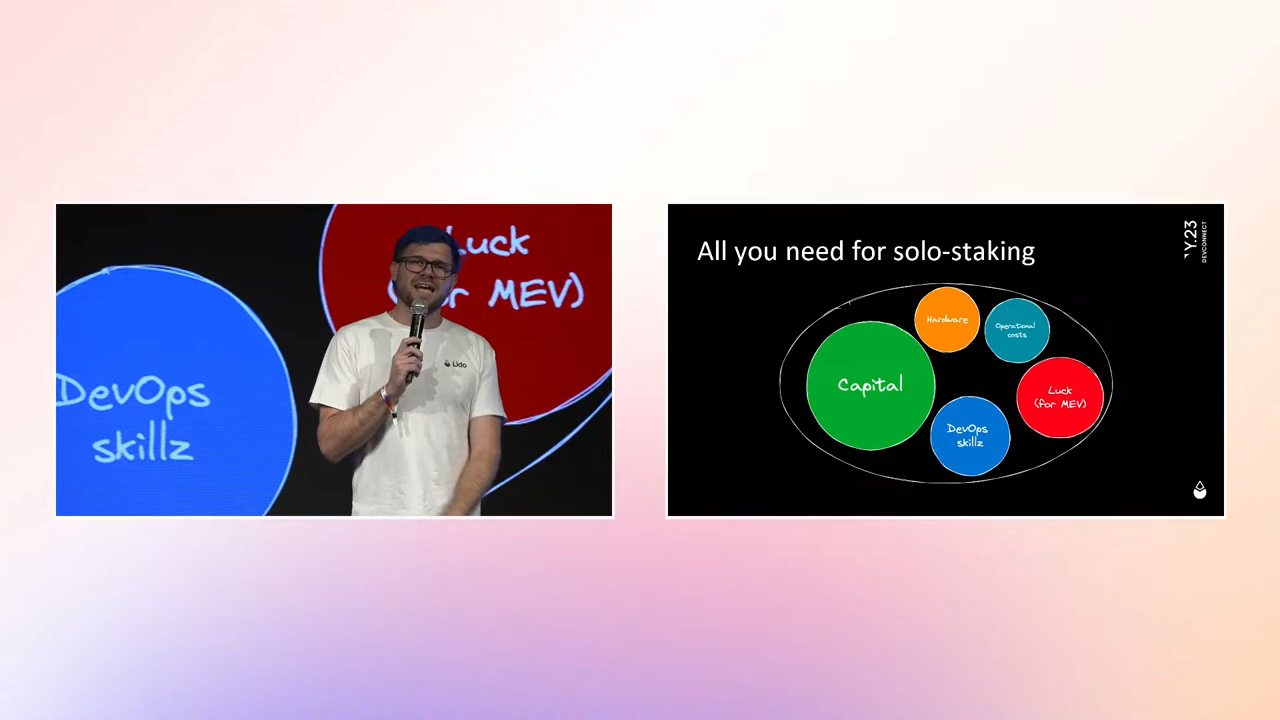 Luck
(for MEV)
DevOps
skillz
Lido
All you need for solo-staking
DEVCONNECT
Hardware
Operational
costs
Capital
Luck
(for MEV)
DevOps
skillz